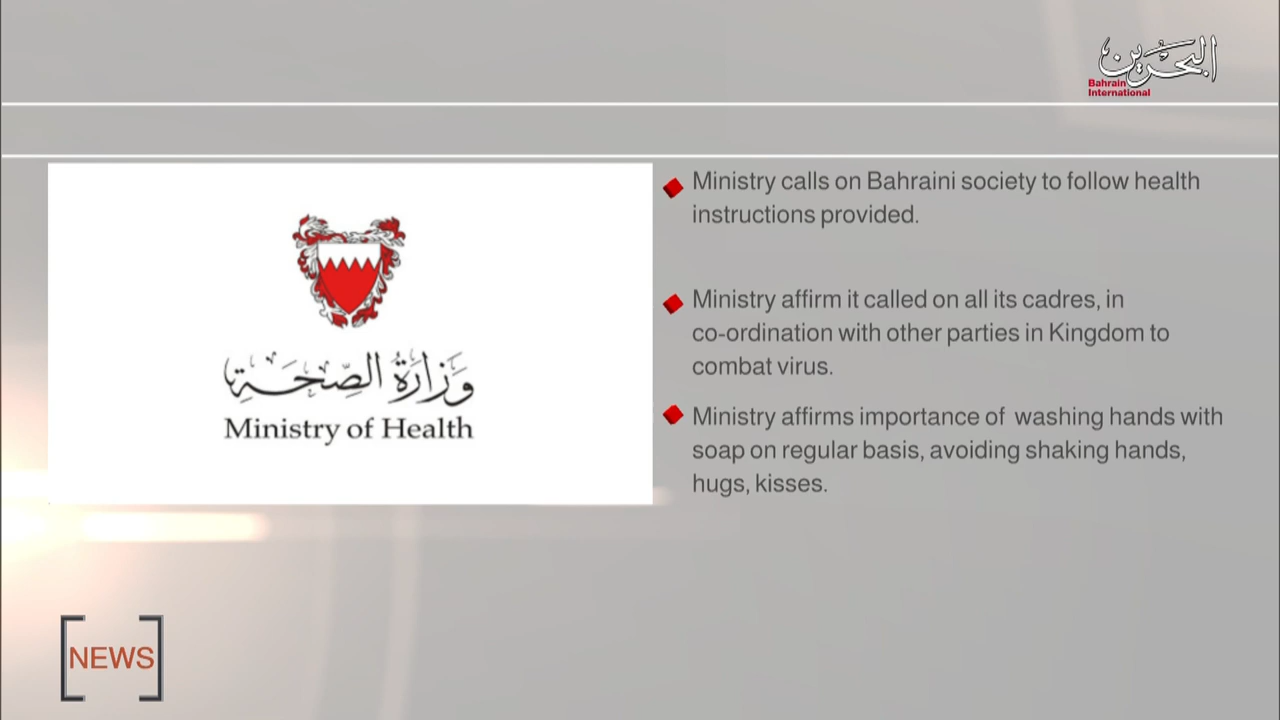 البحرين
Bahrain
International
Ministry calls on Bahraini society to follow health
instructions provided.
Ministry affirm it called on all its cadres, in
co-ordination with other parties in Kingdom to
combat virus.
Ministry affirms importance of  washing hands with
soap on regular basis, avoiding shaking hands,
hugs, kisses.
وَزَارَةُ الصِّحَّة
Ministry of Health
NEWS